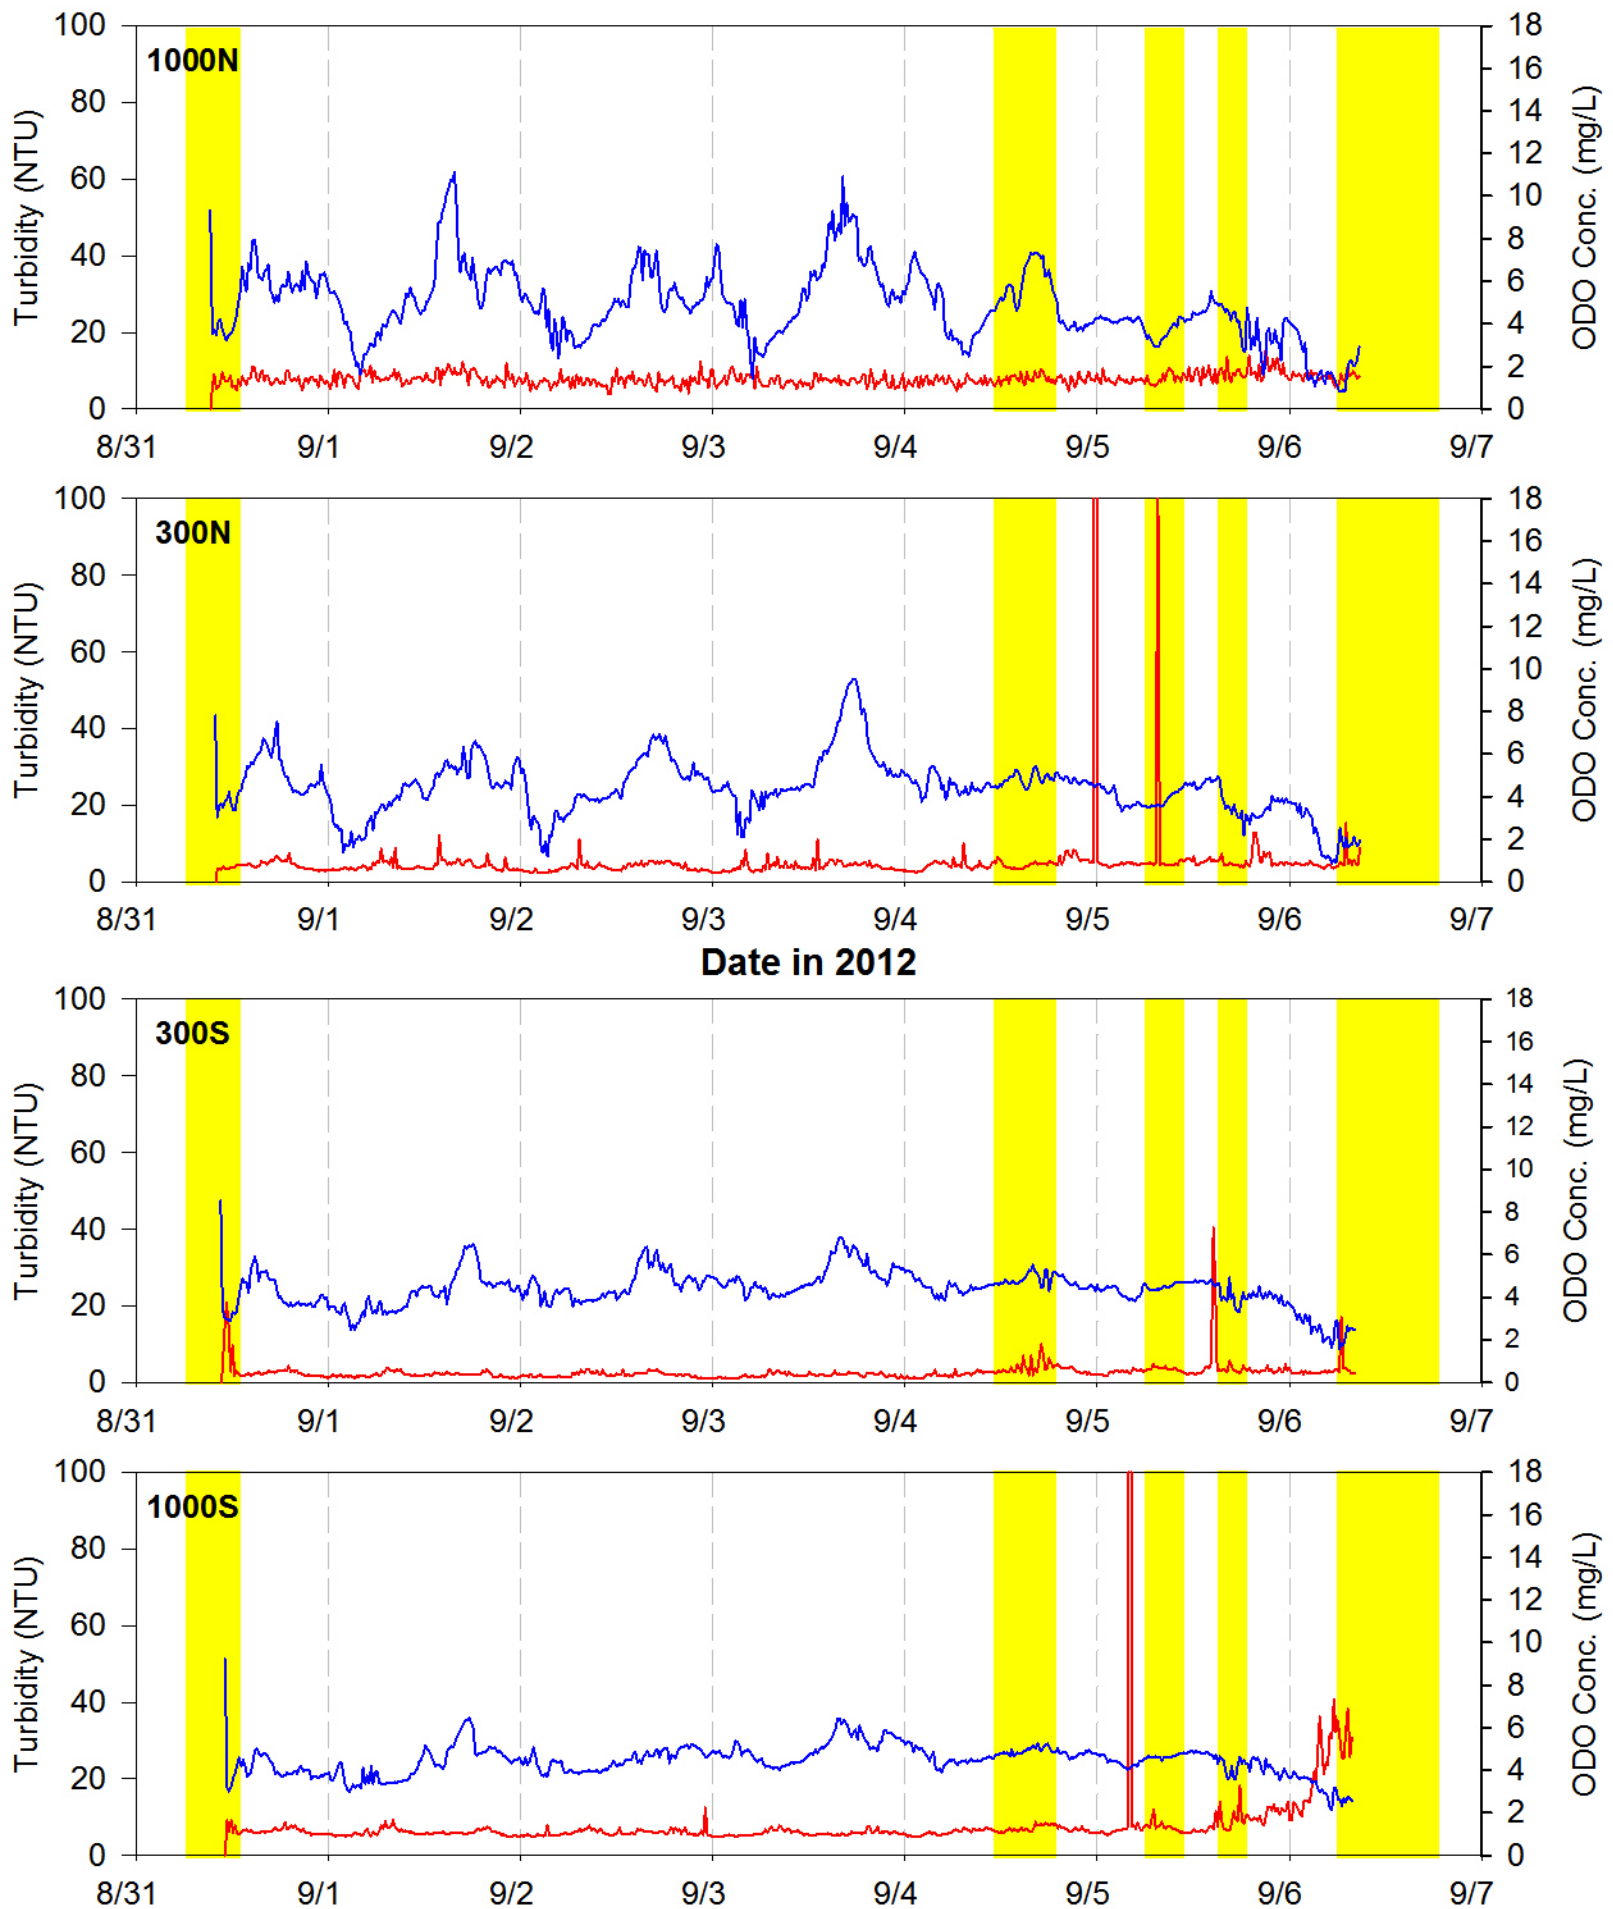 1000N
100 80 60 40 20 0
Turbidity (NTU)
18 16 14 12 10 8 6 4 2 0
ODO Conc. (mg/L)
8/31 9/1 9/2 9/3 9/4 9/5 9/6 9/7
300N
100 80 60 40 20 0
Turbidity (NTU)
18 16 14 12 10 8 6 4 2 0
ODO Conc. (mg/L)
8/31 9/1 9/2 9/3 9/4 9/5 9/6 9/7
Date in 2012
300S
100 80 60 40 20 0
Turbidity (NTU)
18 16 14 12 10 8 6 4 2 0
ODO Conc. (mg/L)
8/31 9/1 9/2 9/3 9/4 9/5 9/6 9/7
1000S
100 80 60 40 20 0
Turbidity (NTU)
18 16 14 12 10 8 6 4 2 0
ODO Conc. (mg/L)
8/31 9/1 9/2 9/3 9/4 9/5 9/6 9/7